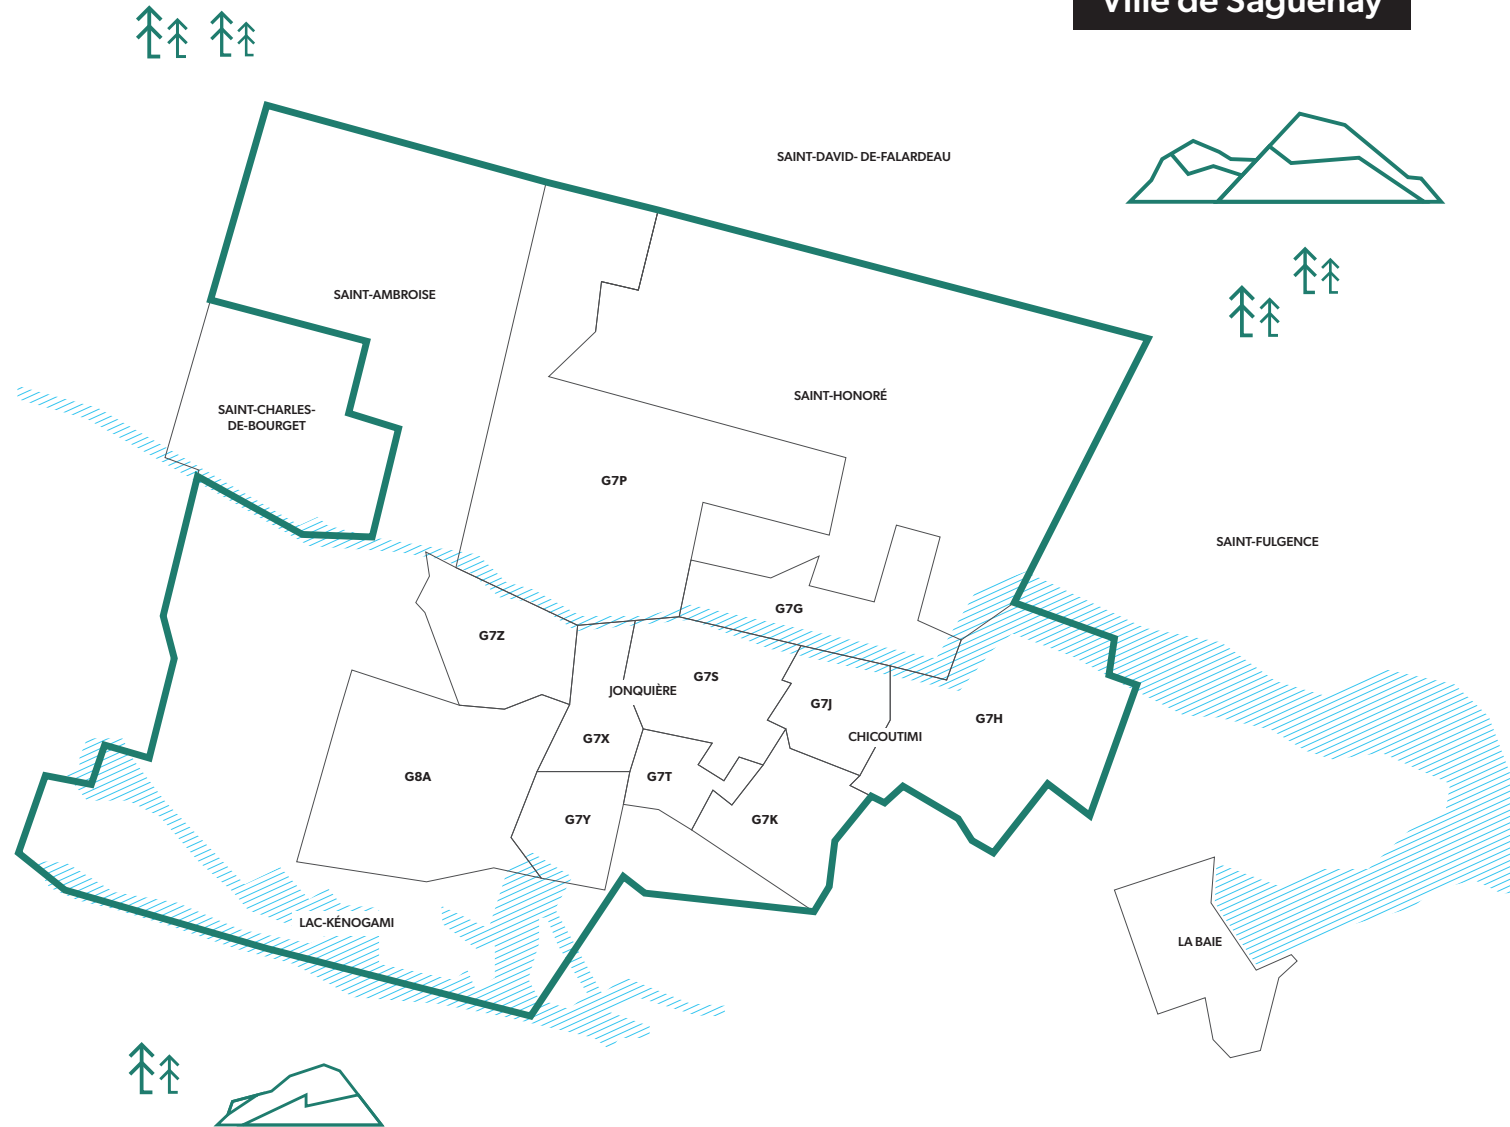 Ville de Saguenay
SAINT-DAVID- DE-FALARDEAU
SAINT-AMBROISE
SAINT-HONORÉ
SAINT-CHARLES-
DE-BOURGET
G7P
SAINT-FULGENCE
G7G
G7Z
G7S
JONQUIÈRE
G7J
G7H
CHICOUTIMI
G7X
G8A
G7T
G7Y
G7K
LAC-KÉNOGAMI
LA BAIE